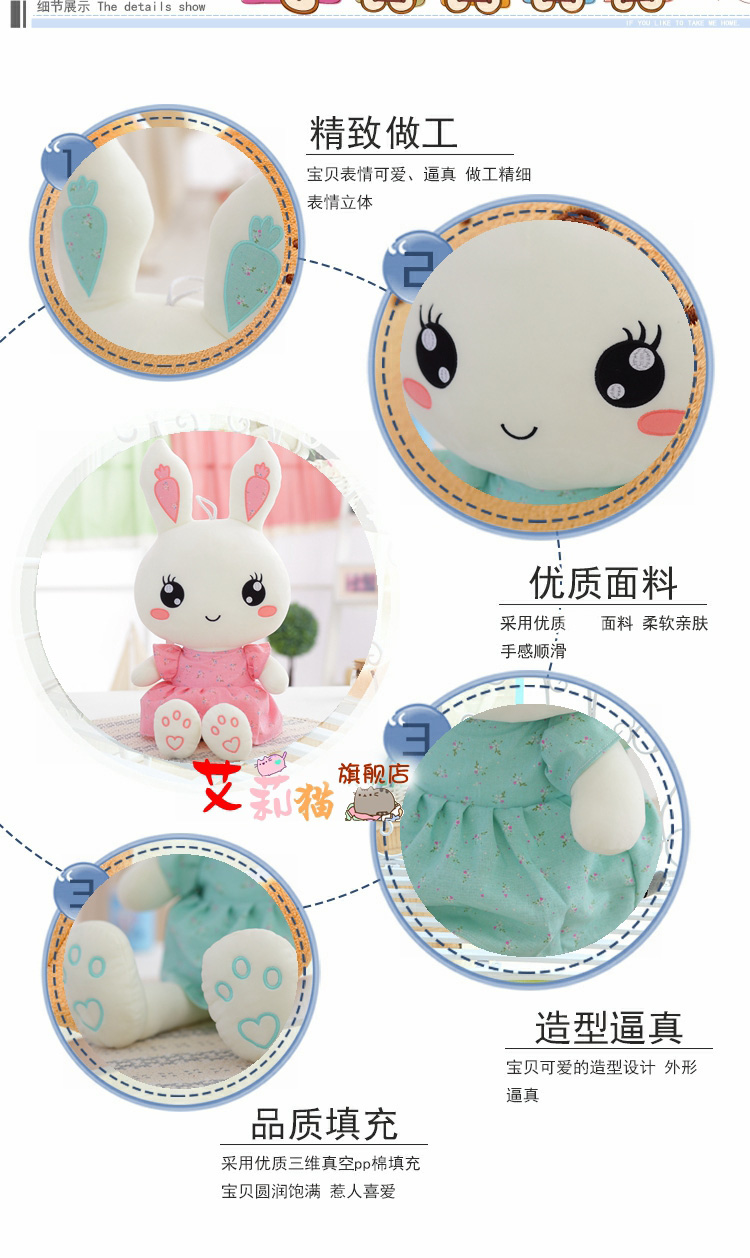 细节展示 The details show
IF YOU LIKE TO TAKE ME HOME.
1
精致做工
宝贝表情可爱、逼真 做工精细
表情立体
2
优质面料
采用优质 面料 柔软亲肤
手感顺滑
3
艾莉猫 旗舰店
3
造型逼真
宝贝可爱的造型设计 外形
逼真
品质填充
采用优质三维真空pp棉填充
宝贝圆润饱满 惹人喜爱